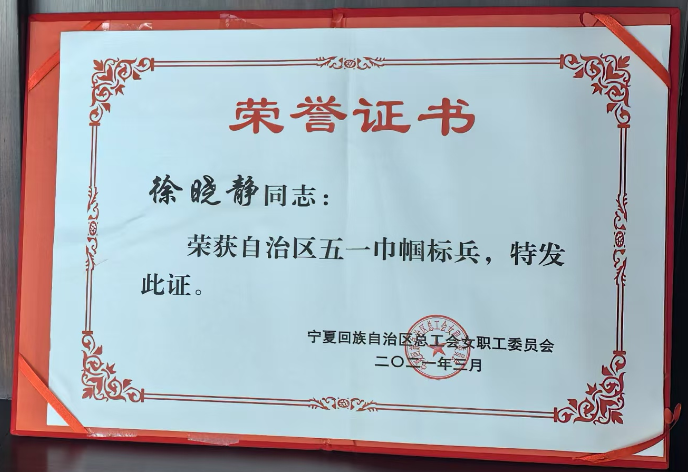 荣誉证书
徐晓静同志：
荣获自治区五一巾帼标兵，特发
此证。
宁夏回族自治区总工会女职工委员会
二〇二一年三月